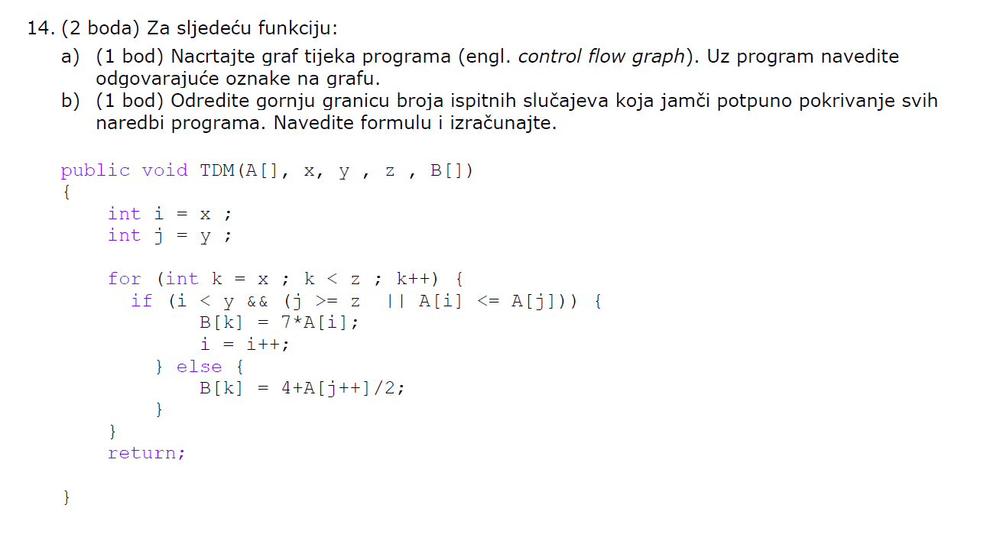 14. (2 boda) Za sljedeću funkciju:
a) (1 bod) Nacrtajte graf tijeka programa (engl. control flow graph). Uz program navedite
odgovarajuće oznake na grafu.
b) (1 bod) Odredite gornju granicu broja ispitnih slučajeva koja jamči potpuno pokrivanje svih
naredbi programa. Navedite formulu i izračunajte.
public void TDM(A[], x, y , z , B[])
{
int i = x ;
int j = y ;
for (int k = x ; k < z ; k++) {
if (i < y && (j >= z || A[i] <= A[j])) {
B[k] = 7*A[i];
i = i++;
} else {
B[k] = 4+A[j++]/2;
}
}
return;
}